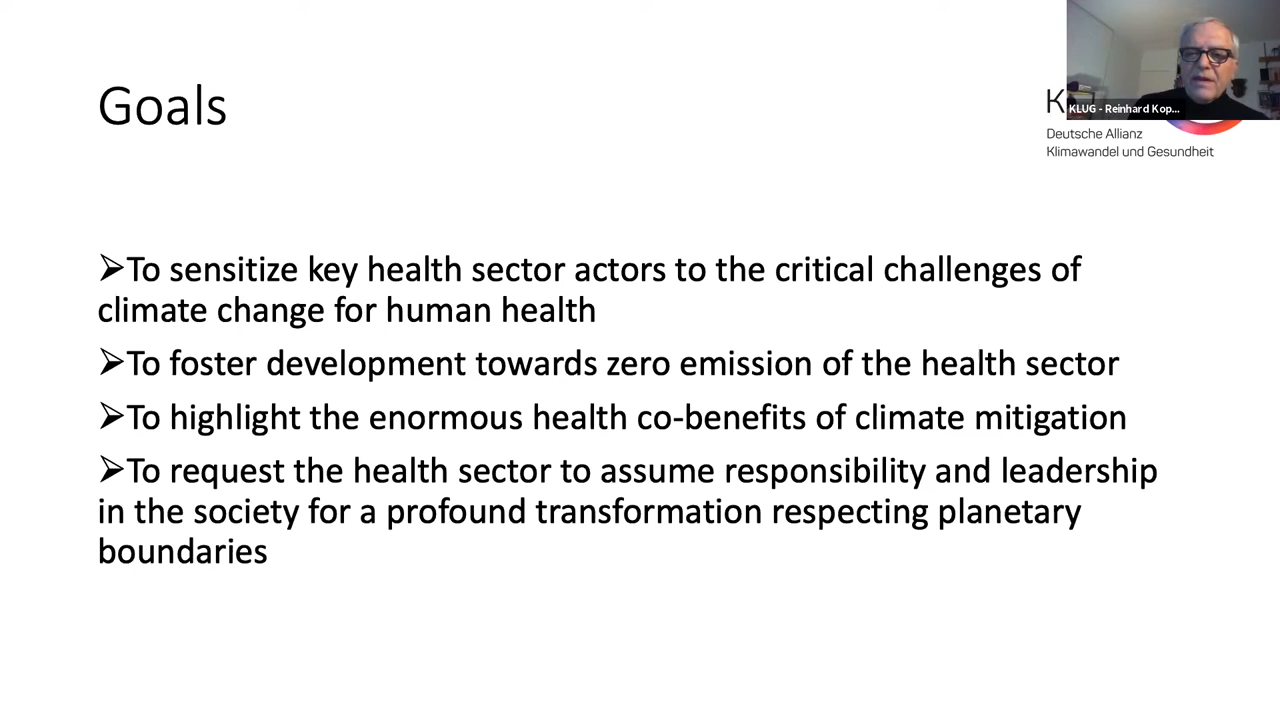 Goals
K
KLUG - Reinhard Kop...
Deutsche Allianz
Klimawandel und Gesundheit
➢To sensitize key health sector actors to the critical challenges of
climate change for human health
➢To foster development towards zero emission of the health sector
➢To highlight the enormous health co-benefits of climate mitigation
➢To request the health sector to assume responsibility and leadership
in the society for a profound transformation respecting planetary
boundaries